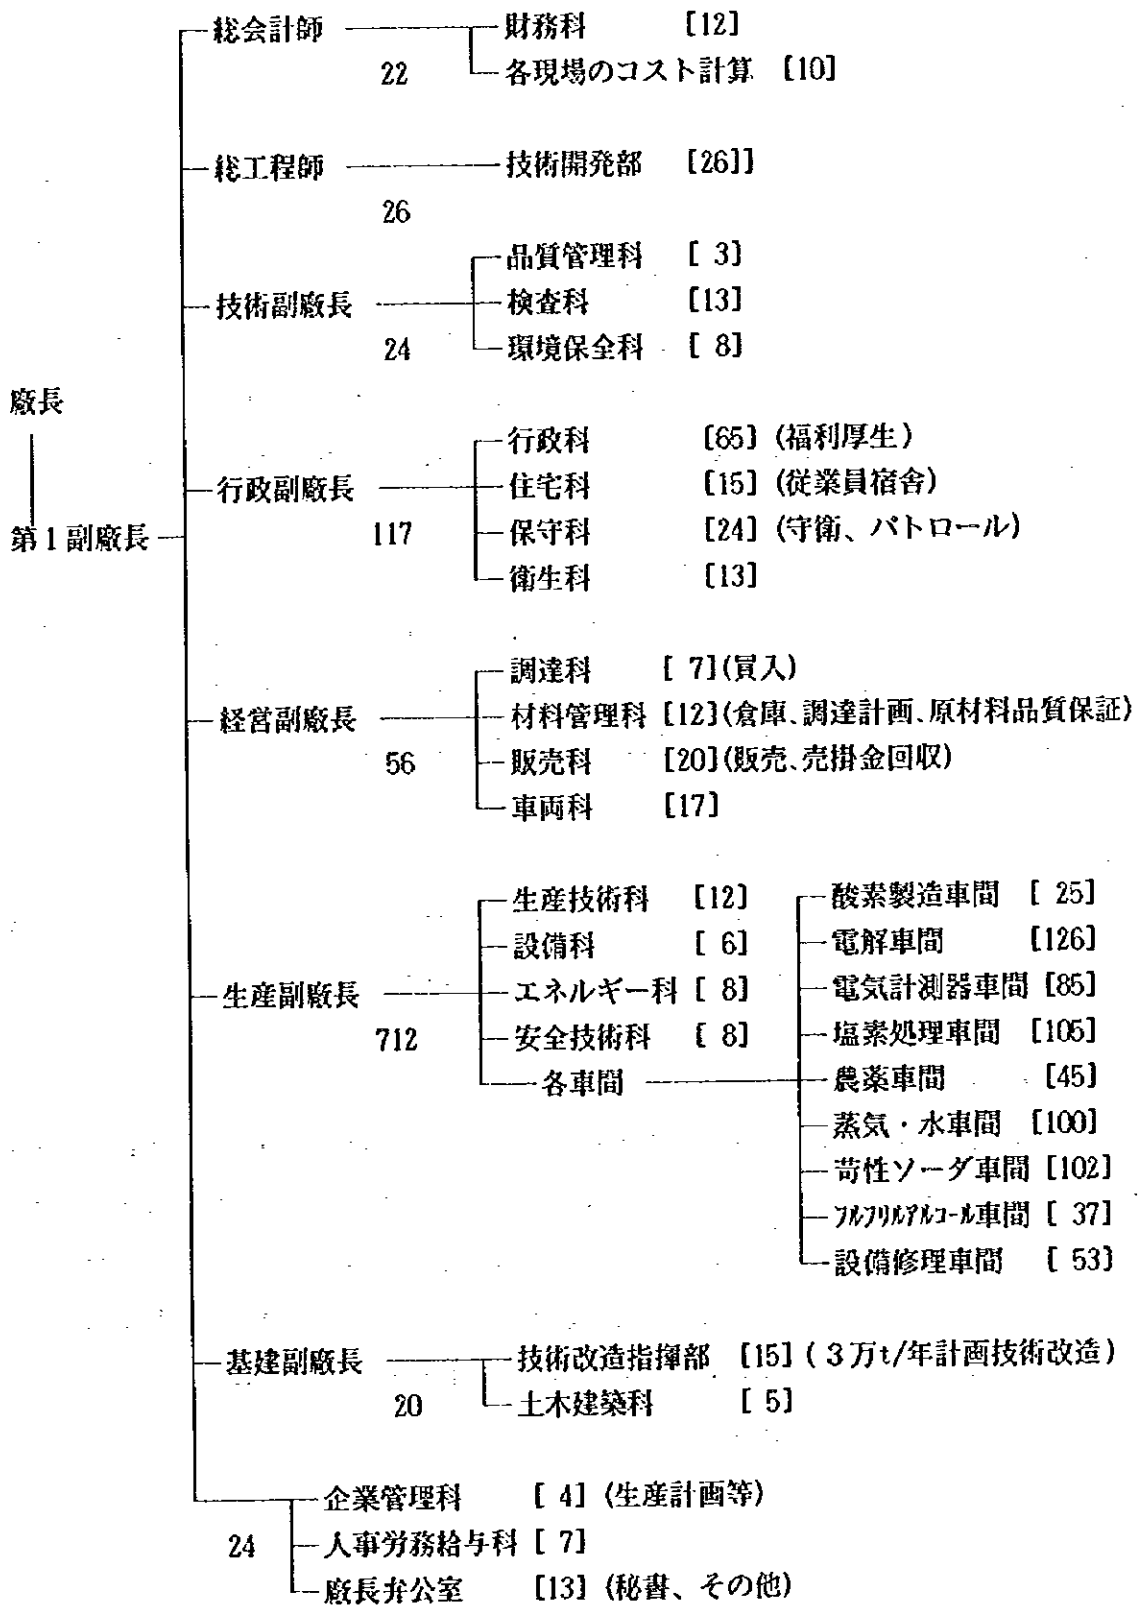 総会計師 財務科 [12]
22 各現場のコスト計算 [10]
総工程師 技術開発部 [26]]
26
品質管理科 [ 3]
技術副廠長 検査科 [13]
24 環境保全科 [ 8]
廠長
行政科 [65] (福利厚生)
行政副廠長 住宅科 [15] (従業員宿舎)
第1副廠長 117 保守科 [24] (守衛、パトロール)
衛生科 [13]
調達科 [ 7](買入)
経営副廠長 材料管理科 [12](倉庫、調達計画、原材料品質保証)
56 販売科 [20](販売、売掛金回収)
車両科 [17]
生産技術科 [12] 酸素製造車間 [ 25]
設備科 [ 6] 電解車間 [126]
生産副廠長 エネルギー科 [ 8] 電気計測器車間 [85]
712 安全技術科 [ 8] 塩素処理車間 [105]
各車間 農薬車間 [45]
蒸気・水車間 [100]
苛性ソーダ車間 [102]
フルフリルアルコール車間 [ 37]
設備修理車間 [ 53]
基建副廠長 技術改造指揮部 [15] (3万t/年計画技術改造)
20 土木建築科 [ 5]
企業管理科 [ 4] (生産計画等)
24 人事労務給与科 [ 7]
廠長弁公室 [13] (秘書、その他)